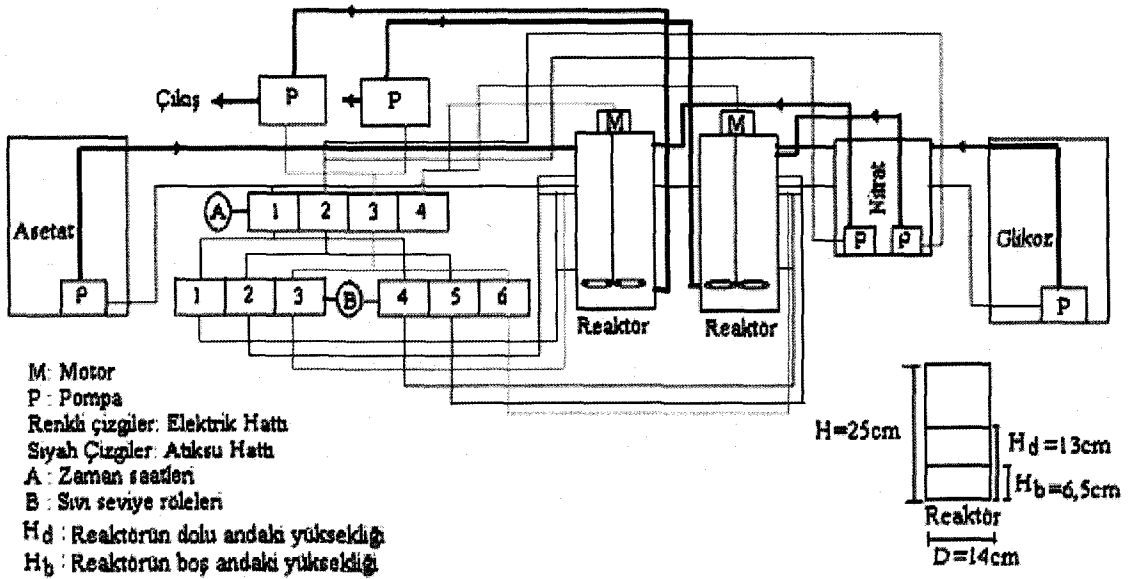 P
P
Çıkış
M
M
Asetat
P
A
1 2 3 4
1 2 3
B
4 5 6
Reaktör
Reaktör
Nitrat
P
P
Glikoz
P
M: Motor
P : Pompa
Renkli çizgiler: Elektrik Hattı
Siyah Çizgiler: Atıksu Hattı
A : Zaman saatleri
B : Sıvı seviye röleleri
Hd : Reaktörün dolu andaki yüksekliği
Hb : Reaktörün boş andaki yüksekliği
H=25cm
Hd=13cm
Hb=6,5cm
Reaktör
D=14cm